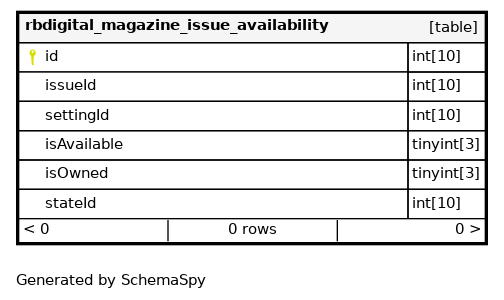 rbdigital_magazine_issue_availability [table]
id int[10]
issueId int[10]
settingId int[10]
isAvailable tinyint[3]
isOwned tinyint[3]
stateId int[10]
< 0 0 rows 0 >
Generated by SchemaSpy